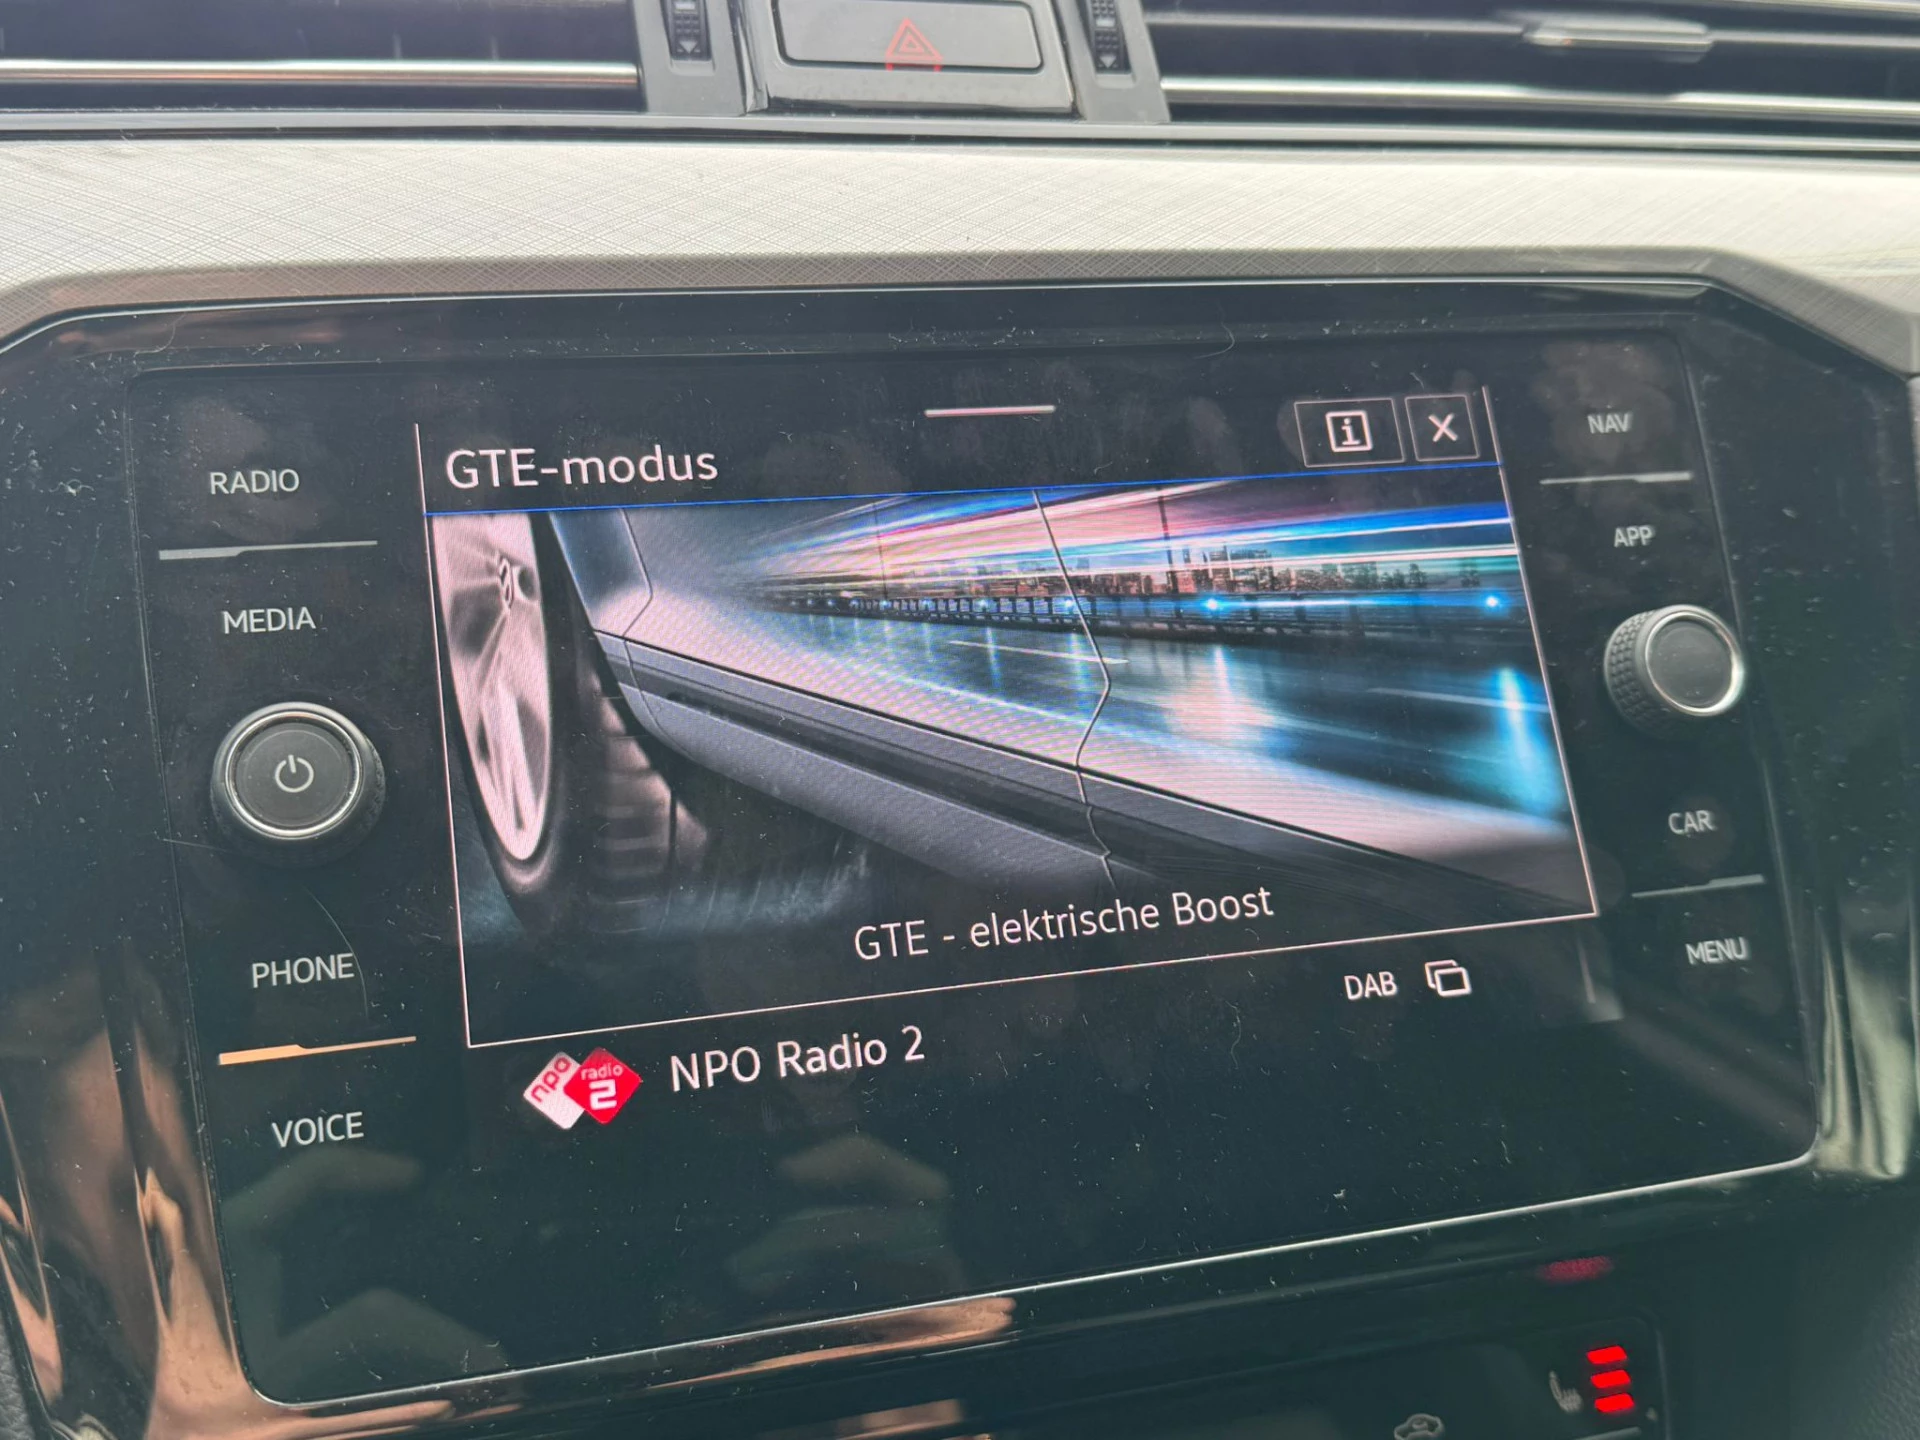 RADIO
MEDIA
PHONE
VOICE
GTE-modus
i
X
GTE - elektrische Boost
DAB
npo radio 2
NPO Radio 2
NAV
APP
CAR
MENU